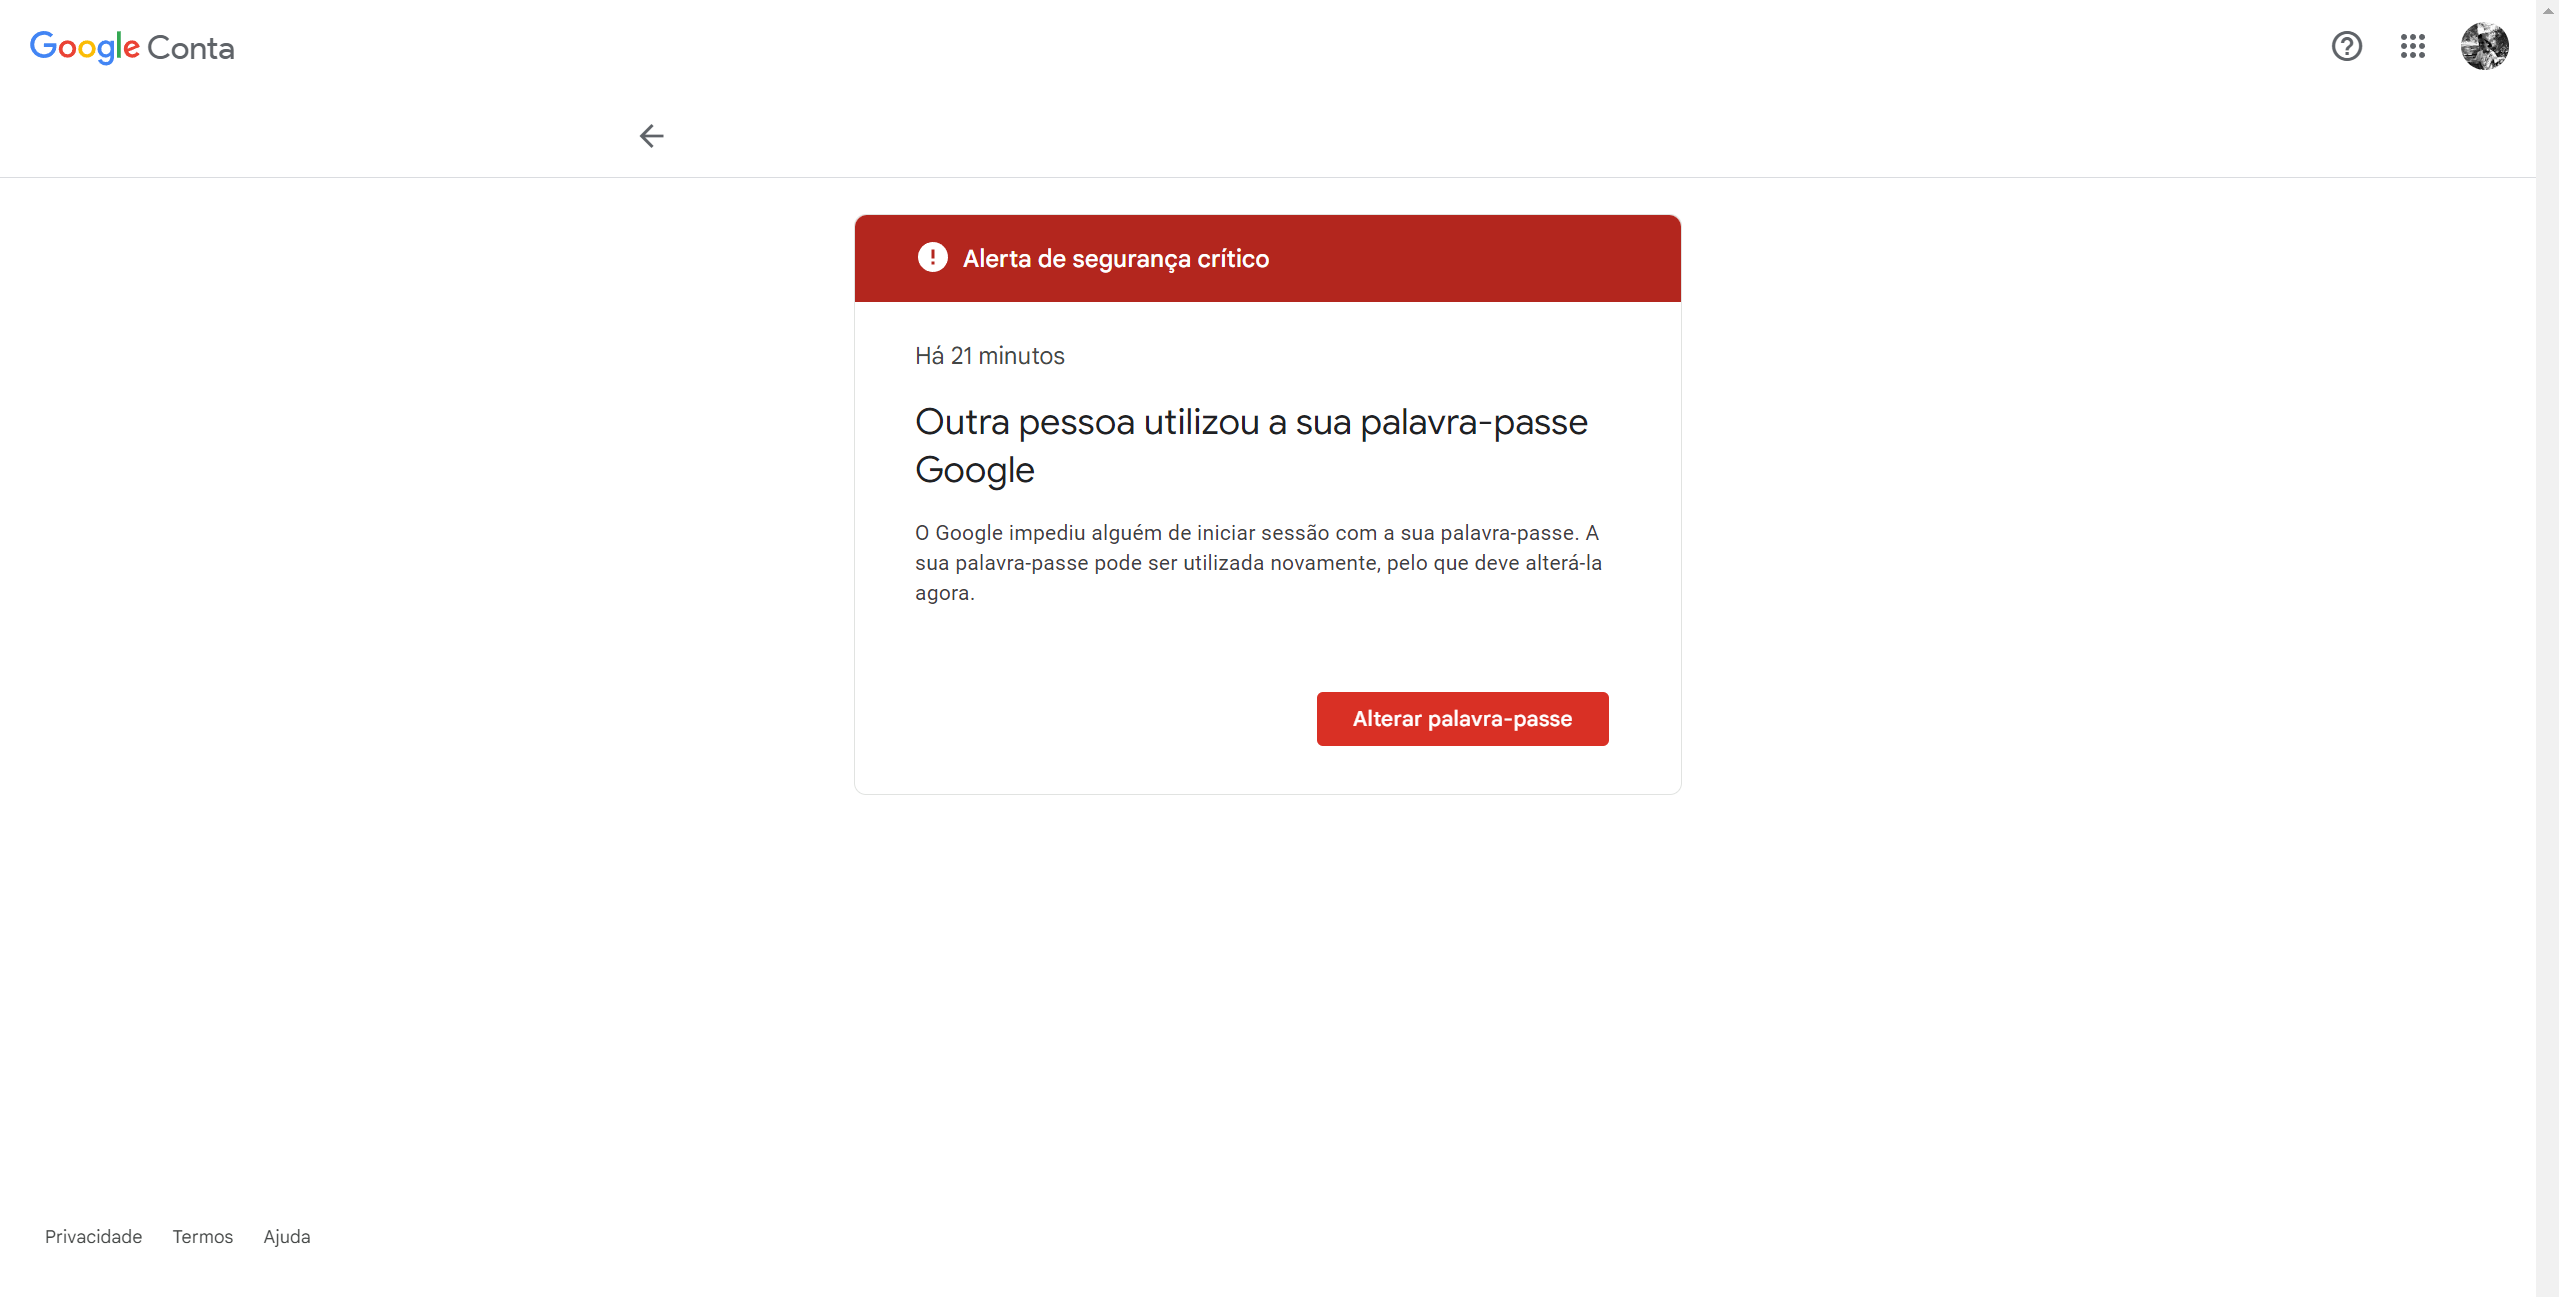 Google Conta
Alerta de segurança crítico
Há 21 minutos
Outra pessoa utilizou a sua palavra-passe
Google
O Google impediu alguém de iniciar sessão com a sua palavra-passe. A
sua palavra-passe pode ser utilizada novamente, pelo que deve alterá-la
agora.
Alterar palavra-passe
Privacidade Termos Ajuda